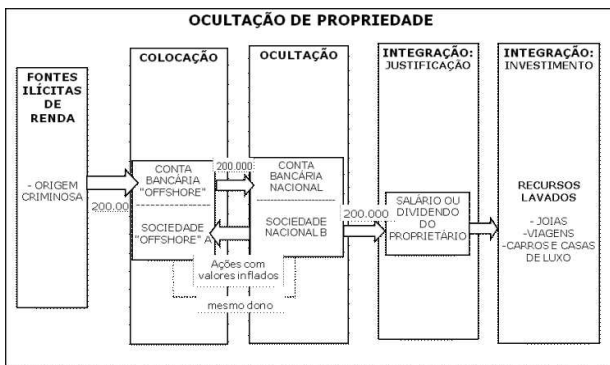 OCULTAÇÃO DE PROPRIEDADE
FONTES
ILÍCITAS
DE
RENDA
- ORIGEM
CRIMINOSA
200.00
COLOCAÇÃO
CONTA
BANCÁRIA
"OFFSHORE"
SOCIEDADE
"OFFSHORE" A
200.000
OCULTAÇÃO
CONTA
BANCÁRIA
NACIONAL
SOCIEDADE
NACIONAL B
Ações com
valores inflados
mesmo dono
200.000
INTEGRAÇÃO:
JUSTIFICAÇÃO
SALÁRIO OU
DIVIDENDO
DO
PROPRIETÁRIO
INTEGRAÇÃO:
INVESTIMENTO
RECURSOS
LAVADOS
- JOIAS
-VIAGENS
-CARROS E CASAS
DE LUXO